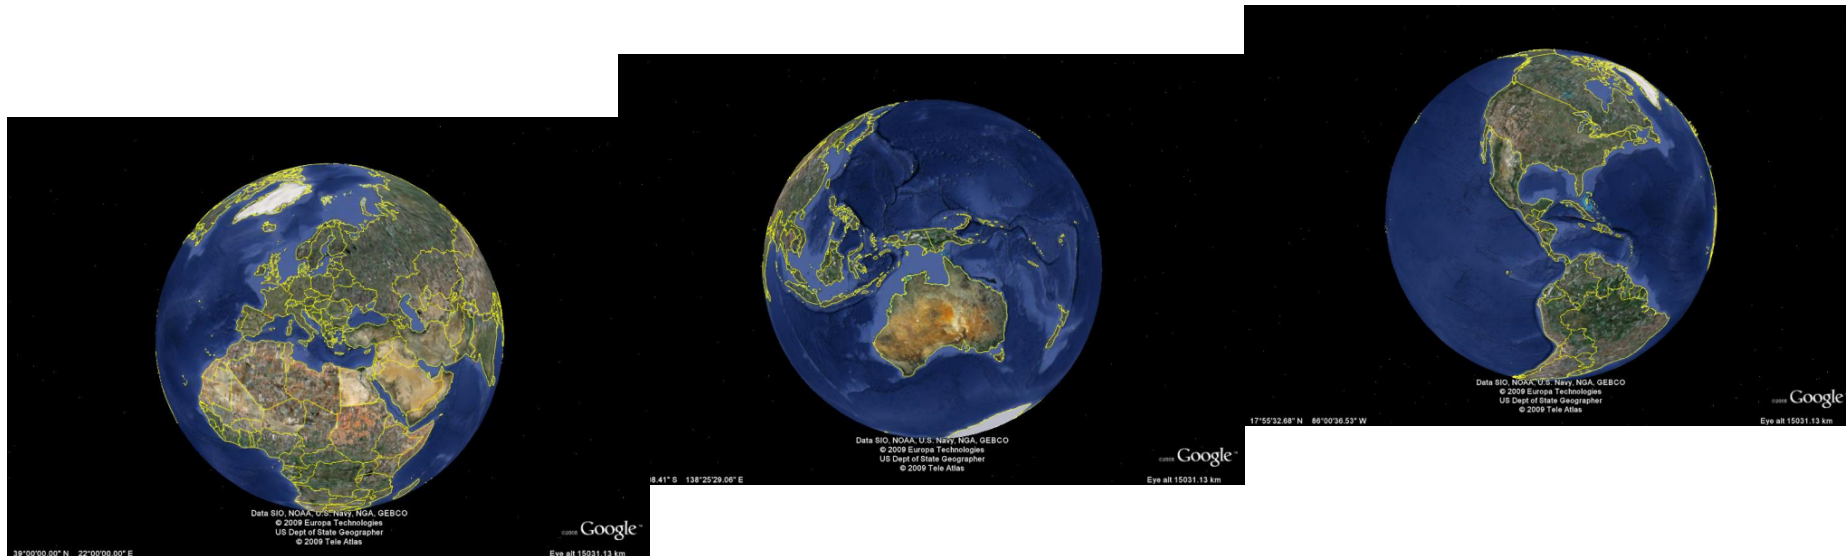 Data SIO, NOAA, U.S. Navy, NGA, GEBCO
© 2009 Europa Technologies
US Dept of State Geographer
© 2009 Tele Atlas
Google
39°00'00.00" N 22°00'00.00" E
Eye alt 15031.13 km
Data SIO, NOAA, U.S. Navy, NGA, GEBCO
© 2009 Europa Technologies
US Dept of State Geographer
© 2009 Tele Atlas
Google
8.41" S 138°25'29.06" E
Eye alt 15031.13 km
Data SIO, NOAA, U.S. Navy, NGA, GEBCO
© 2009 Europa Technologies
US Dept of State Geographer
© 2009 Tele Atlas
Google
17°55'32.68" N 86°00'36.53" W
Eye alt 15031.13 km